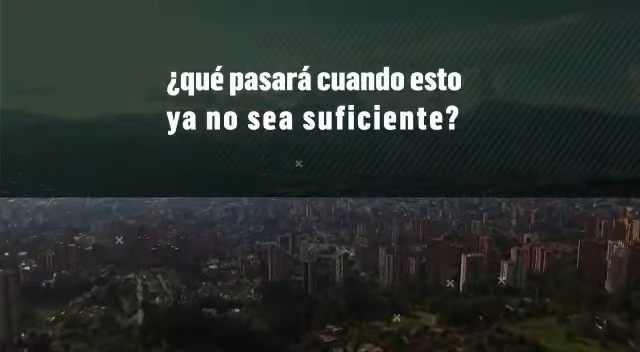 ¿qué pasará cuando esto
ya no sea suficiente?